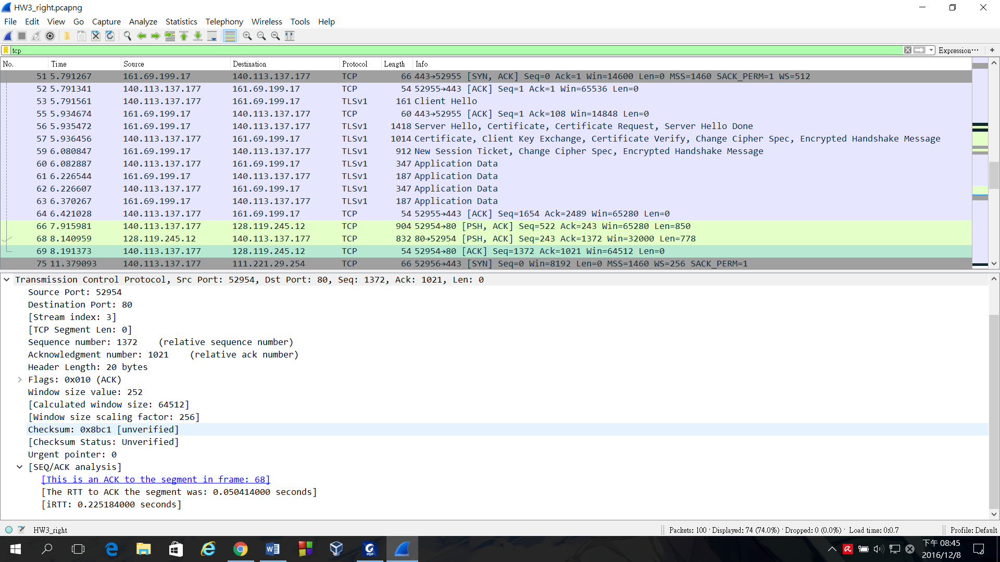 HW3_right.pcapng
File Edit View Go Capture Analyze Statistics Telephony Wireless Tools Help
tcp Expression… +
No. Time Source Destination Protocol Length Info
51 5.791267 161.69.199.17 140.113.137.177 TCP 66 443→52955 [SYN, ACK] Seq=0 Ack=1 Win=14600 Len=0 MSS=1460 SACK_PERM=1 WS=512
52 5.791341 140.113.137.177 161.69.199.17 TCP 54 52955→443 [ACK] Seq=1 Ack=1 Win=65536 Len=0
53 5.791561 140.113.137.177 161.69.199.17 TLSv1 161 Client Hello
55 5.934674 161.69.199.17 140.113.137.177 TCP 60 443→52955 [ACK] Seq=1 Ack=108 Win=14848 Len=0
56 5.935472 161.69.199.17 140.113.137.177 TLSv1 1418 Server Hello, Certificate, Certificate Request, Server Hello Done
57 5.936456 140.113.137.177 161.69.199.17 TLSv1 1014 Certificate, Client Key Exchange, Certificate Verify, Change Cipher Spec, Encrypted Handshake Message
59 6.080847 161.69.199.17 140.113.137.177 TLSv1 912 New Session Ticket, Change Cipher Spec, Encrypted Handshake Message
60 6.082887 140.113.137.177 161.69.199.17 TLSv1 347 Application Data
61 6.226544 161.69.199.17 140.113.137.177 TLSv1 187 Application Data
62 6.226607 140.113.137.177 161.69.199.17 TLSv1 347 Application Data
63 6.370267 161.69.199.17 140.113.137.177 TLSv1 187 Application Data
64 6.421028 140.113.137.177 161.69.199.17 TCP 54 52955→443 [ACK] Seq=1654 Ack=2489 Win=65280 Len=0
66 7.915981 140.113.137.177 128.119.245.12 TCP 904 52954→80 [PSH, ACK] Seq=522 Ack=243 Win=65280 Len=850
68 8.140959 128.119.245.12 140.113.137.177 TCP 832 80→52954 [PSH, ACK] Seq=243 Ack=1372 Win=32000 Len=778
69 8.191373 140.113.137.177 128.119.245.12 TCP 54 52954→80 [ACK] Seq=1372 Ack=1021 Win=64512 Len=0
75 11.379093 140.113.137.177 111.221.29.254 TCP 66 52956→443 [SYN] Seq=0 Win=8192 Len=0 MSS=1460 WS=256 SACK_PERM=1
Transmission Control Protocol, Src Port: 52954, Dst Port: 80, Seq: 1372, Ack: 1021, Len: 0
Source Port: 52954
Destination Port: 80
[Stream index: 3]
[TCP Segment Len: 0]
Sequence number: 1372 (relative sequence number)
Acknowledgment number: 1021 (relative ack number)
Header Length: 20 bytes
Flags: 0x010 (ACK)
Window size value: 252
[Calculated window size: 64512]
[Window size scaling factor: 256]
Checksum: 0x8bc1 [unverified]
[Checksum Status: Unverified]
Urgent pointer: 0
[SEQ/ACK analysis]
[This is an ACK to the segment in frame: 68]
[The RTT to ACK the segment was: 0.050414000 seconds]
[iRTT: 0.225184000 seconds]
HW3_right Packets: 100 · Displayed: 74 (74.0%) · Dropped: 0 (0.0%) · Load time: 0:0.7 Profile: Default
PDF
下午 08:45
2016/12/8